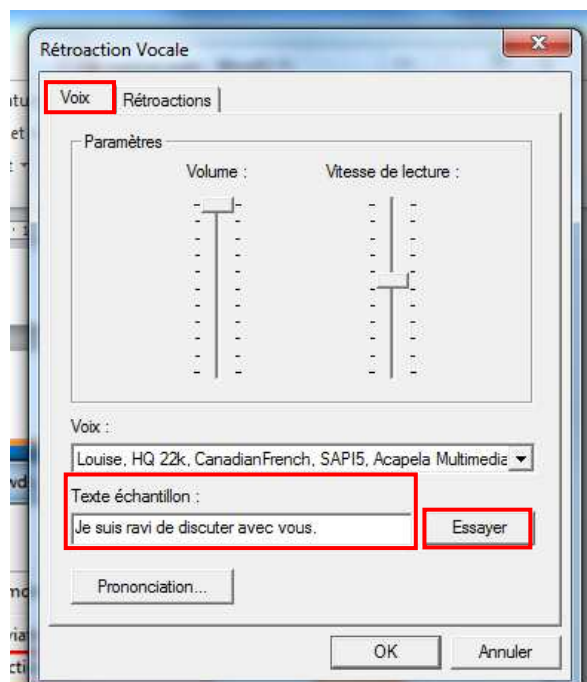 Rétroaction Vocale
Voix Rétroactions
Paramètres
Volume : Vitesse de lecture :
Voix :
Louise, HQ 22k, CanadianFrench, SAPI5, Acapela Multimedia
Texte échantillon :
Je suis ravi de discuter avec vous.
Essayer
Prononciation...
OK Annuler